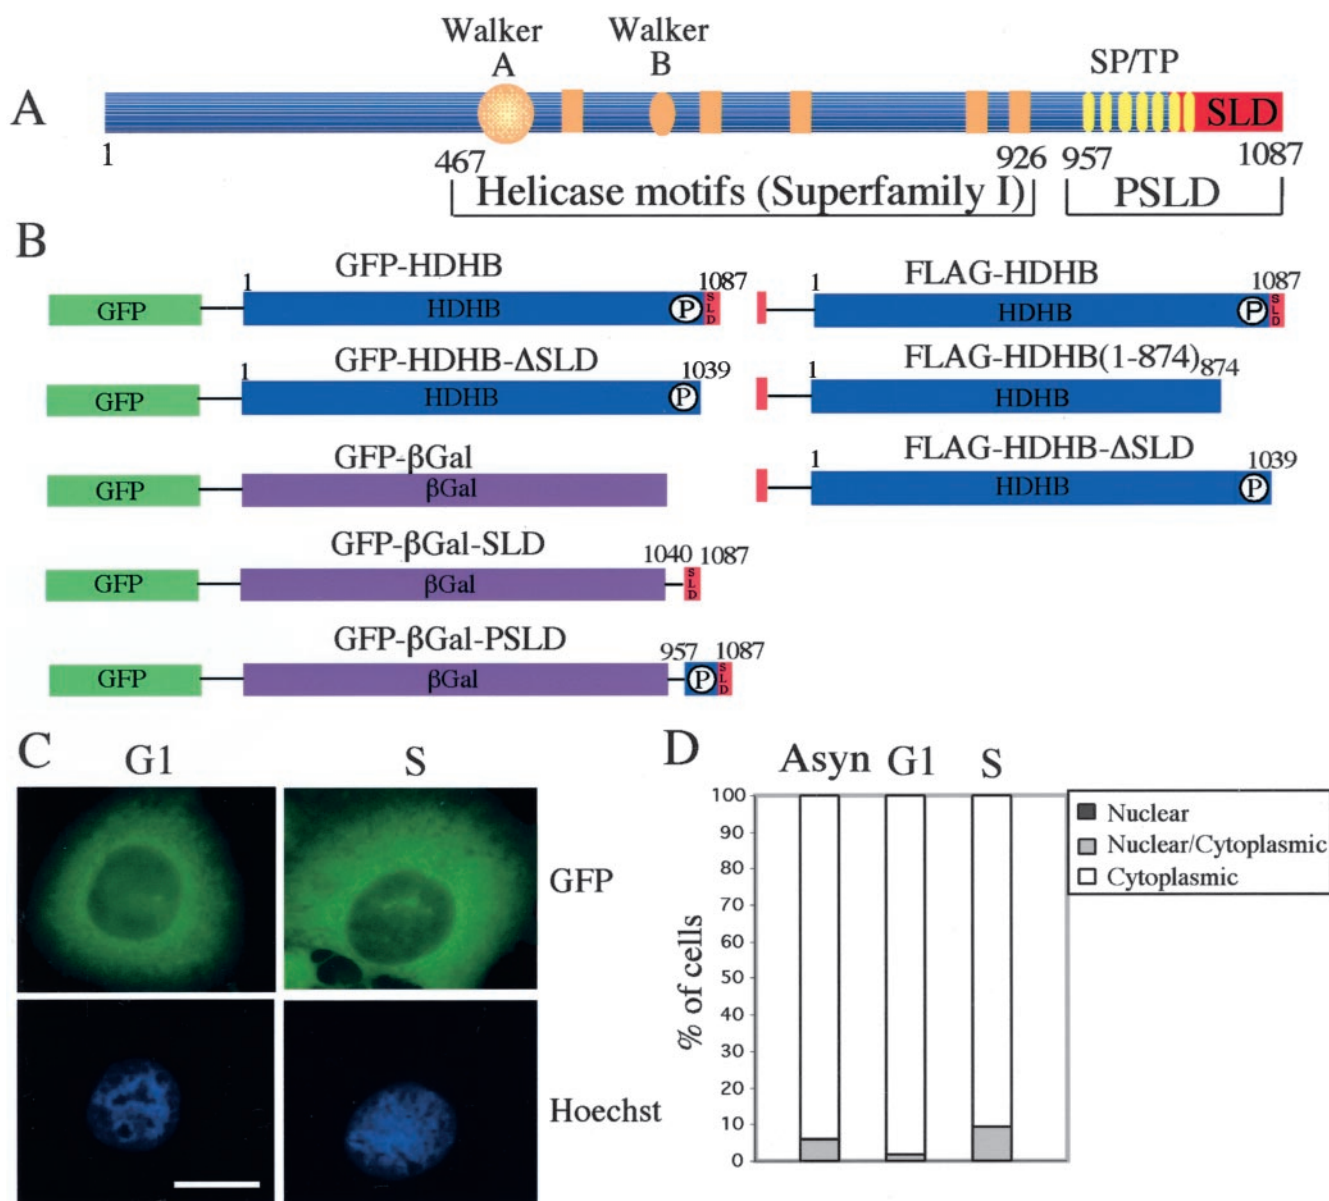 A
Walker
A
Walker
B
SP/TP
SLD
1
467
926
957
1087
Helicase motifs (Superfamily I)
PSLD
B
GFP-HDHB
1
1087
GFP
HDHB
P
SLD
GFP-HDHB-ΔSLD
1
1039
GFP
HDHB
P
GFP-βGal
GFP
βGal
GFP-βGal-SLD
1040
1087
GFP
βGal
SLD
GFP-βGal-PSLD
957
1087
GFP
βGal
P
SLD
FLAG-HDHB
1
1087
HDHB
P
SLD
FLAG-HDHB(1-874)
1
874
HDHB
FLAG-HDHB-ΔSLD
1
1039
HDHB
P
C
G1
S
GFP
Hoechst
D
Asyn
G1
S
% of cells
100
90
80
70
60
50
40
30
20
10
0
Nuclear
Nuclear/Cytoplasmic
Cytoplasmic